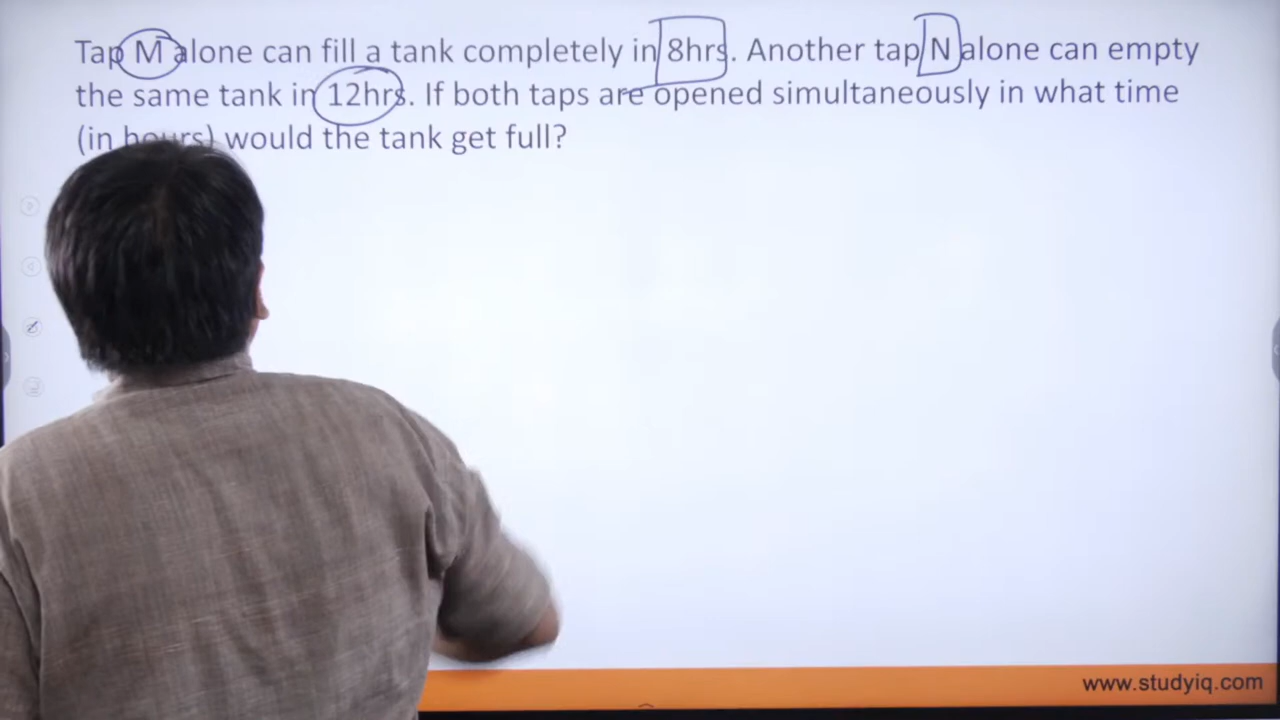 Tap M alone can fill a tank completely in 8hrs. Another tap N alone can empty
the same tank in 12hrs. If both taps are opened simultaneously in what time
(in hours) would the tank get full?
www.studyiq.com